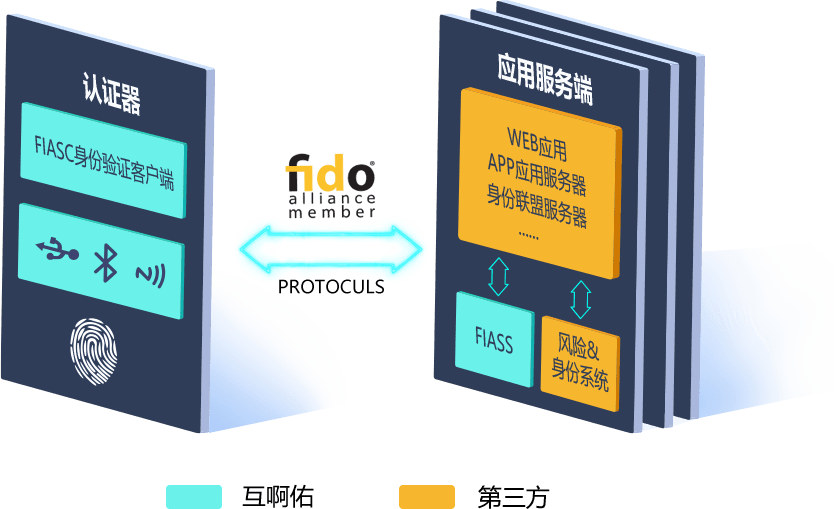 认证器
FIASC身份验证客户端
fido®
alliance
member
PROTOCULS
应用服务端
WEB应用
APP应用服务器
身份联盟服务器
······
FIASS
风险&
身份系统
互啊佑
第三方